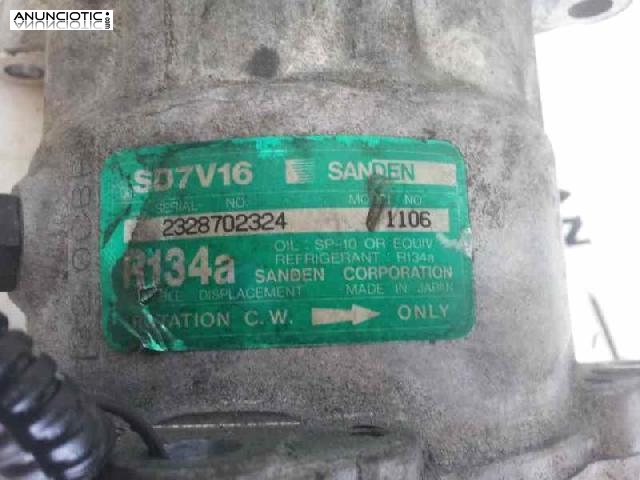 ANUNCIOTIC.com
SD7V16 SANDEN
SERIAL NO. MODEL NO
2328702324 1106
OIL : SP-10 OR EQUIV
REFRIGERANT : R134a
R134a SANDEN CORPORATION
DISPLACEMENT MADE IN JAPAN
ROTATION C.W. ONLY